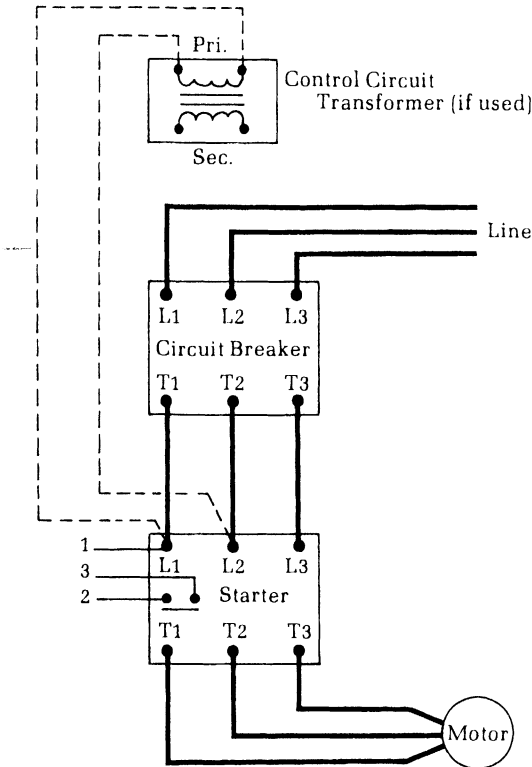 Pri.
Control Circuit
Transformer (if used)
Sec.
Line
L1 L2 L3
Circuit Breaker
T1 T2 T3
1
L1 L2 L3
3
2
Starter
T1 T2 T3
Motor